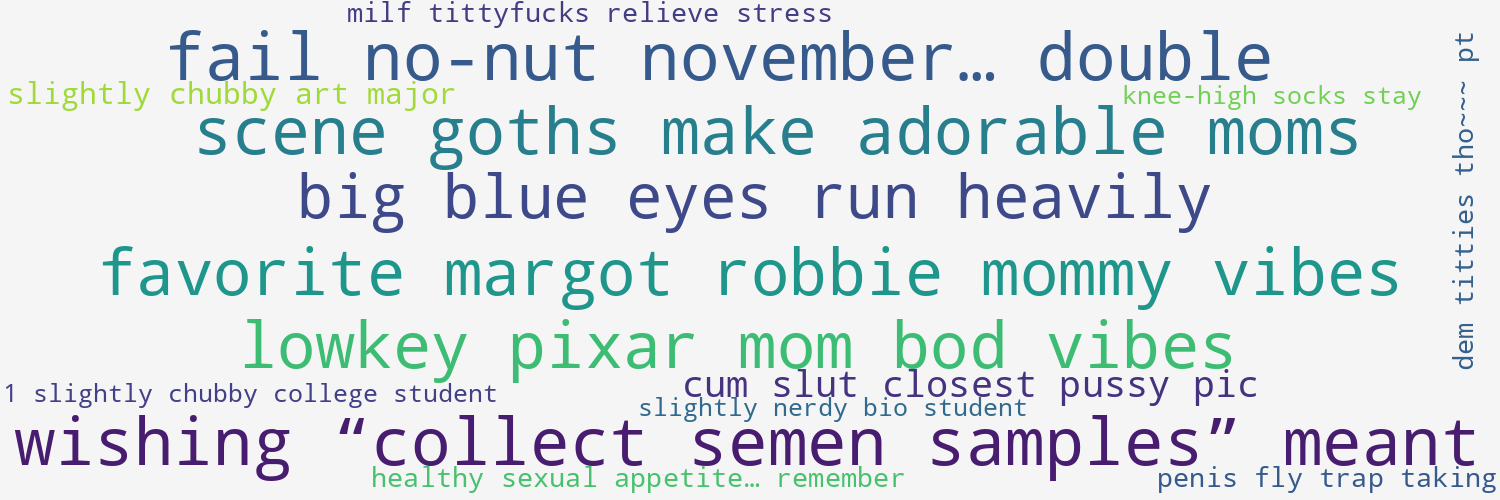 milf tittyfucks relieve stress
fail no-nut november… double
slightly chubby art major
knee-high socks stay
scene goths make adorable moms
big blue eyes run heavily
favorite margot robbie mommy vibes
lowkey pixar mom bod vibes
dem titties tho~~~ pt
1 slightly chubby college student
cum slut closest pussy pic
slightly nerdy bio student
wishing “collect semen samples” meant
healthy sexual appetite… remember
penis fly trap taking